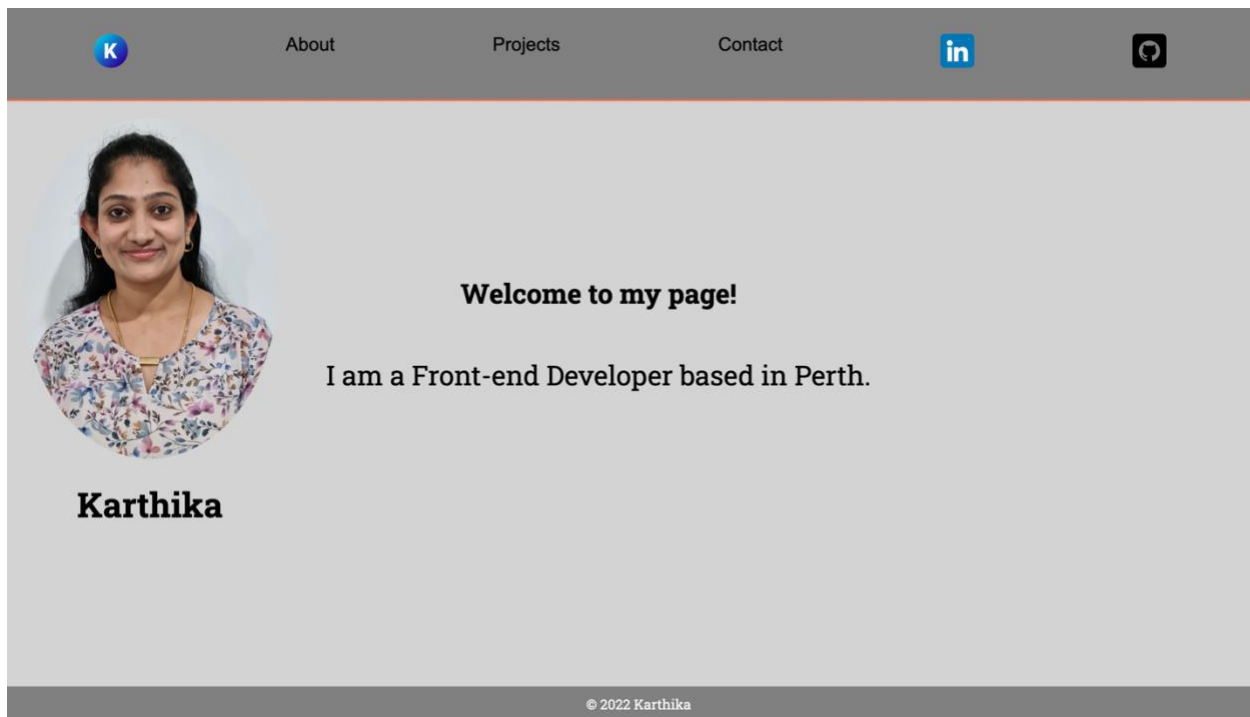 K
About
Projects
Contact
in
Welcome to my page!
I am a Front-end Developer based in Perth.
Karthika
© 2022 Karthika